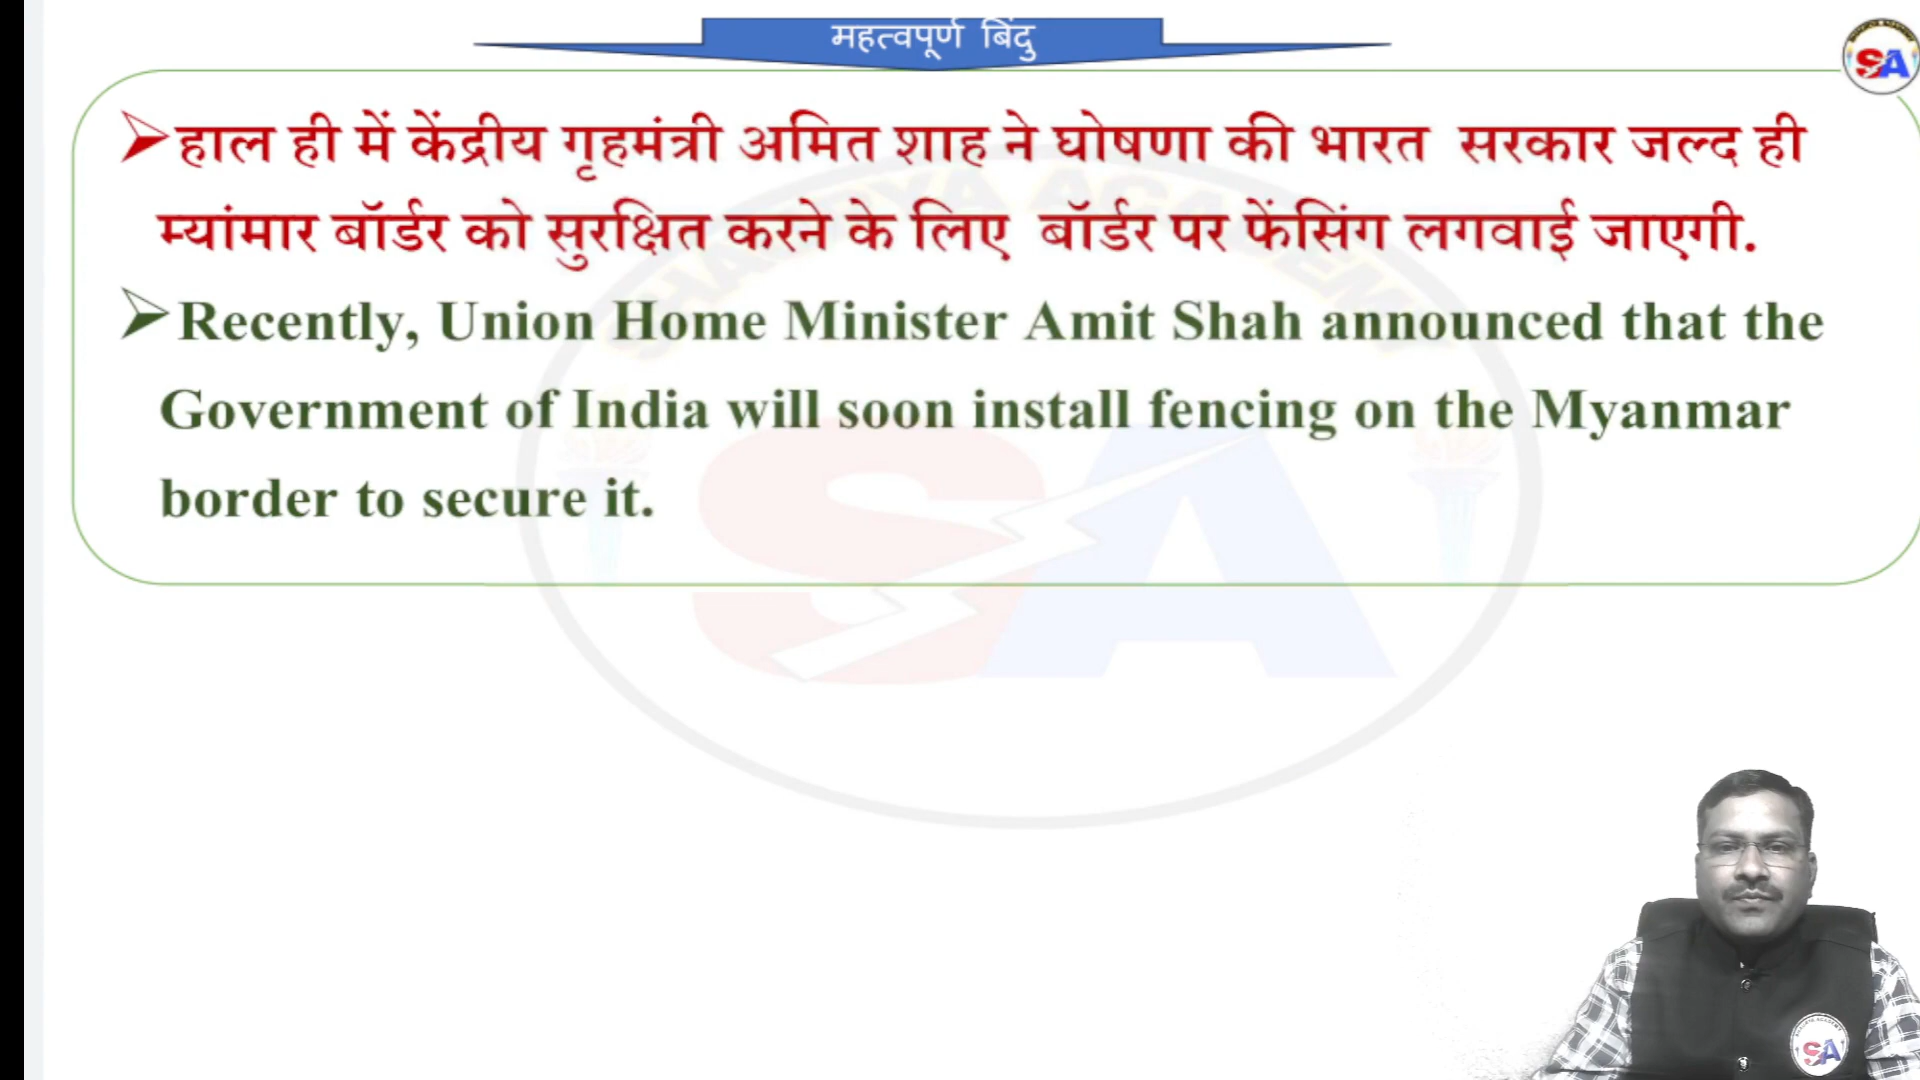 महत्वपूर्ण बिंदु
हाल ही में केंद्रीय गृहमंत्री अमित शाह ने घोषणा की भारत सरकार जल्द ही
म्यांमार बॉर्डर को सुरक्षित करने के लिए बॉर्डर पर फेंसिंग लगवाई जाएगी.
Recently, Union Home Minister Amit Shah announced that the
Government of India will soon install fencing on the Myanmar
border to secure it.
SA
SA